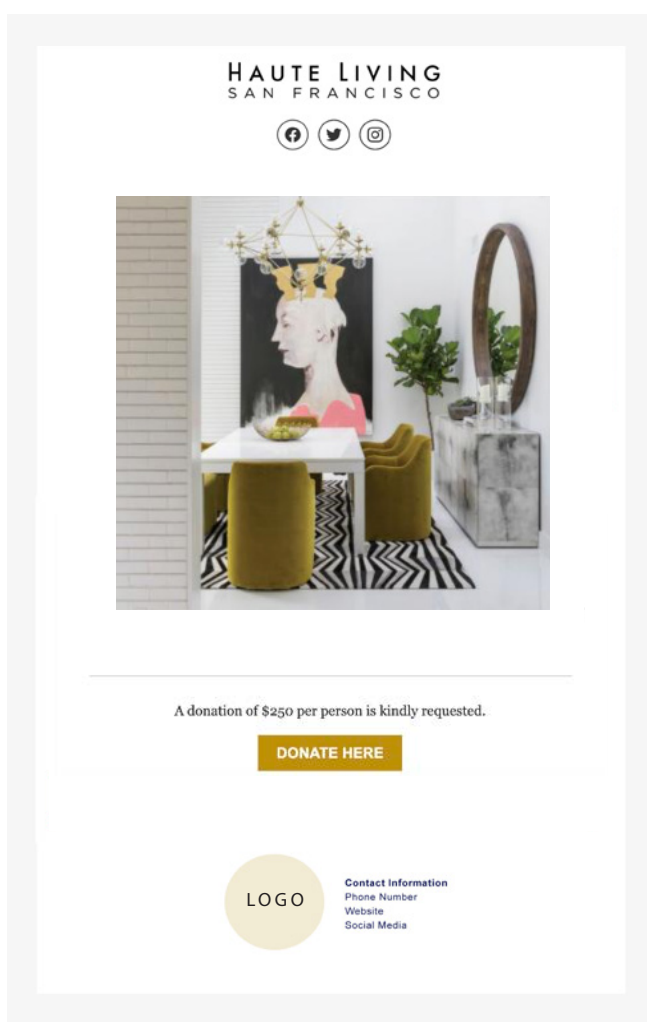 HAUTE LIVING
SAN FRANCISCO
A donation of $250 per person is kindly requested.
DONATE HERE
LOGO
Contact Information
Phone Number
Website
Social Media